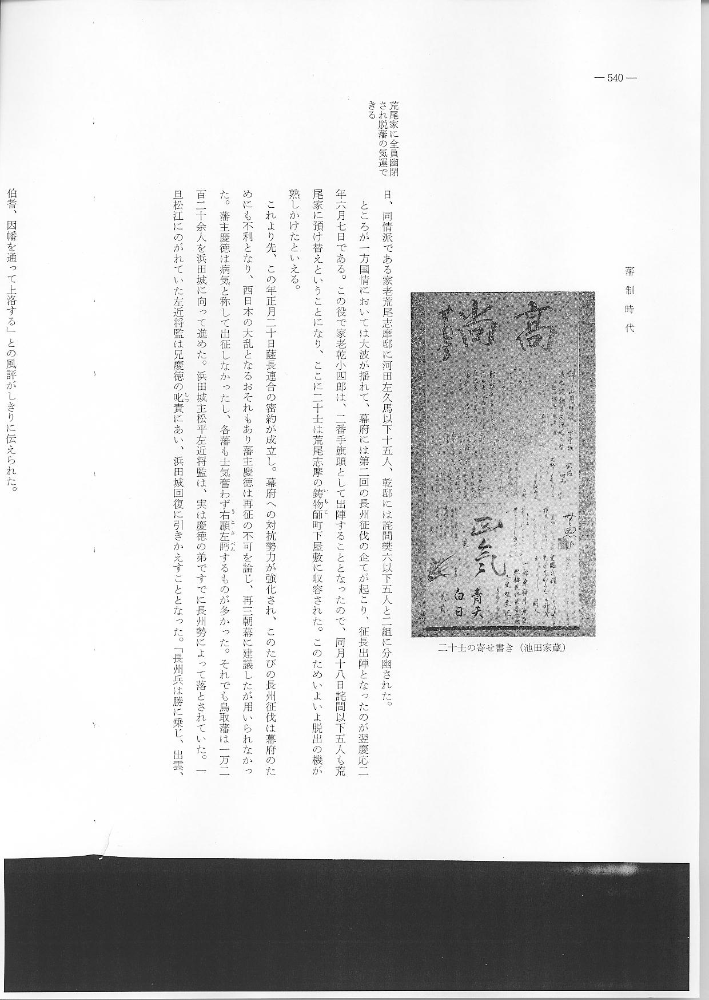 ― 540 ―
藩制時代
高尚
正気
青天
白日
二十士の寄せ書き（池田家蔵）
荒尾家に全員幽閉
され脱藩の気運で
きる
日、同情派である家老荒尾志摩邸に河田左久馬以下十五人、乾邸には詫間樊六以下五人と二組に分幽された。
ところが一方国情においては大波が揺れて、幕府には第二回の長州征伐の企てが起こり、征長出陣となったのが翌慶応二
年六月七日である。この役で家老乾小四郎は、二番手旗頭として出陣することとなったので、同月十八日詫間以下五人も荒
尾家に預け替えということになり、ここに二十士は荒尾志摩の鋳物師町下屋敷に収容された。このためいよいよ脱出の機が
熟しかけたといえる。
これより先、この年正月二十日薩長連合の密約が成立し。幕府への対抗勢力が強化され、このたびの長州征伐は幕府のた
めにも不利となり、西日本の大乱となるおそれもあり藩主慶徳は再征の不可を論じ、再三朝幕に建議したが用いられなかっ
た。藩主慶徳は病気と称して出征しなかったし、各藩も士気奮わず右顧左眄するものが多かった。それでも鳥取藩は一万二
百二十余人を浜田城に向って進めた。浜田城主松平左近将監は、実は慶徳の弟ですでに長州勢によって落とされていた。一
旦松江にのがれていた左近将監は兄慶徳の叱責にあい、浜田城回復に引きかえすこととなった。「長州兵は勝に乗じ、出雲、
伯耆、因幡を通って上洛する」との風評がしきりに伝えられた。